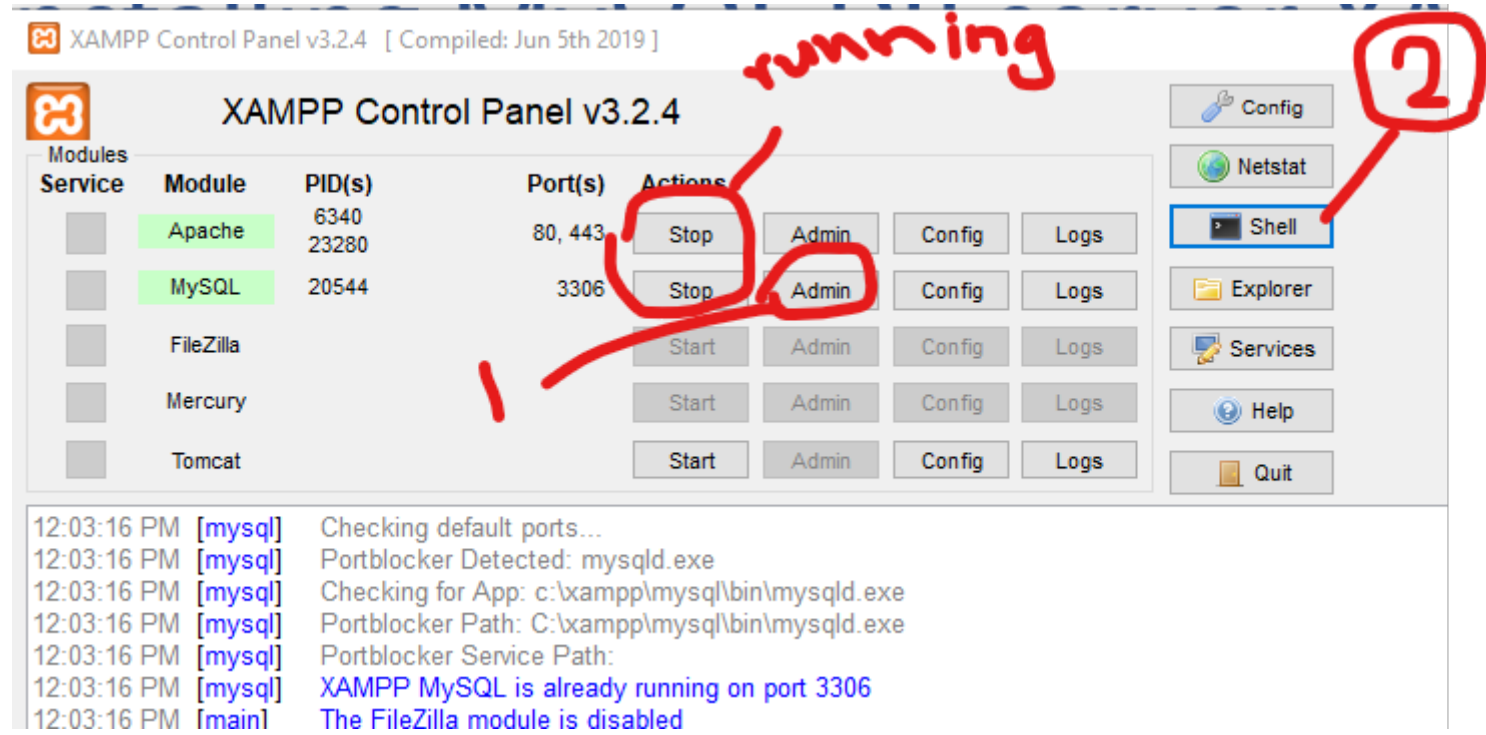 XAMPP Control Panel v3.2.4 [ Compiled: Jun 5th 2019 ]
running
2
XAMPP Control Panel v3.2.4
Config
Modules
Service Module PID(s) Port(s) Actions
Netstat
Apache 6340 23280 80, 443 Stop Admin Config Logs
Shell
MySQL 20544 3306 Stop Admin Config Logs
Explorer
FileZilla Start Admin Config Logs
Services
1
Mercury Start Admin Config Logs
Help
Tomcat Start Admin Config Logs
Quit
12:03:16 PM [mysql] Checking default ports...
12:03:16 PM [mysql] Portblocker Detected: mysqld.exe
12:03:16 PM [mysql] Checking for App: c:\xampp\mysql\bin\mysqld.exe
12:03:16 PM [mysql] Portblocker Path: C:\xampp\mysql\bin\mysqld.exe
12:03:16 PM [mysql] Portblocker Service Path:
12:03:16 PM [mysql] XAMPP MySQL is already running on port 3306
12:03:16 PM [main] The FileZilla module is disabled